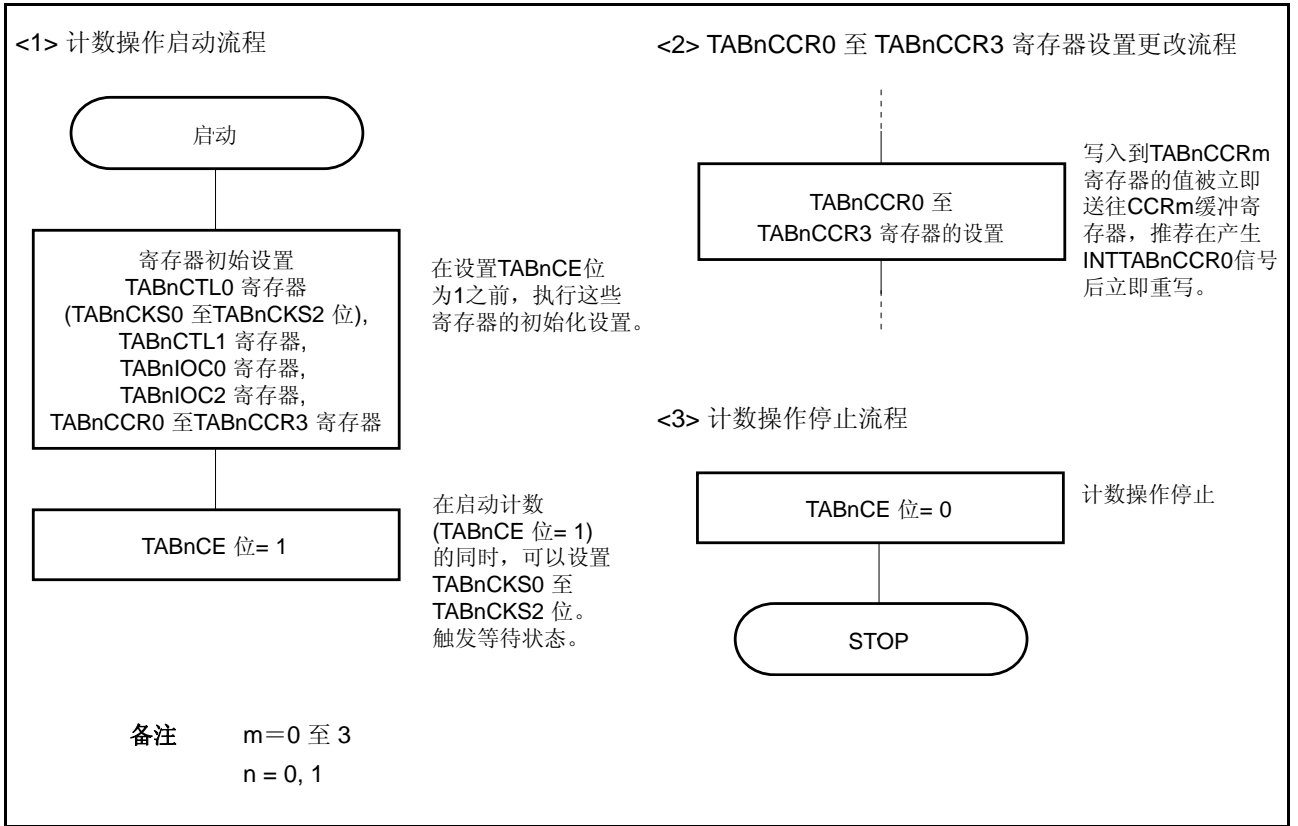 <1> 计数操作启动流程
启动
寄存器初始设置
TABnCTL0 寄存器
(TABnCKS0 至TABnCKS2 位),
TABnCTL1 寄存器,
TABnIOC0 寄存器,
TABnIOC2 寄存器,
TABnCCR0 至TABnCCR3 寄存器
在设置TABnCE位
为1之前，执行这些
寄存器的初始化设置。
TABnCE 位= 1
在启动计数
(TABnCE 位= 1)
的同时，可以设置
TABnCKS0 至
TABnCKS2 位。
触发等待状态。
<2> TABnCCR0 至 TABnCCR3 寄存器设置更改流程
TABnCCR0 至
TABnCCR3 寄存器的设置
写入到TABnCCRm
寄存器的值被立即
送往CCRm缓冲寄
存器，推荐在产生
INTTABnCCR0信号
后立即重写。
<3> 计数操作停止流程
TABnCE 位= 0
计数操作停止
STOP
备注 m＝0 至 3
n = 0, 1